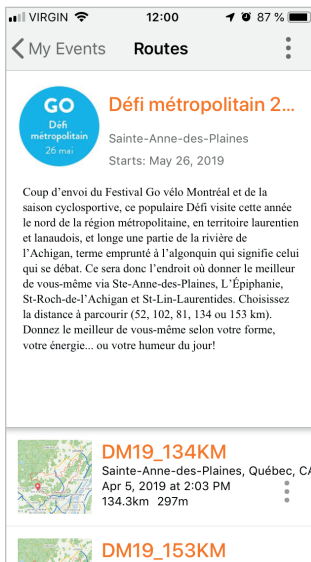 VIRGIN 12:00 87 %
My Events Routes
GO
Défi
métropolitain
26 mai
Défi métropolitain 2...
Sainte-Anne-des-Plaines
Starts: May 26, 2019
Coup d’envoi du Festival Go vélo Montréal et de la
saison cyclosportive, ce populaire Défi visite cette année
le nord de la région métropolitaine, en territoire laurentien
et lanaudois, et longe une partie de la rivière de
l’Achigan, terme emprunté à l’algonquin qui signifie celui
qui se débat. Ce sera donc l’endroit où donner le meilleur
de vous-même via Ste-Anne-des-Plaines, L’Épiphanie,
St-Roch-de-l’Achigan et St-Lin-Laurentides. Choisissez
la distance à parcourir (52, 102, 81, 134 ou 153 km).
Donnez le meilleur de vous-même selon votre forme,
votre énergie... ou votre humeur du jour!
DM19_134KM
Sainte-Anne-des-Plaines, Québec, CA
Apr 5, 2019 at 2:03 PM
134.3km 297m
DM19_153KM